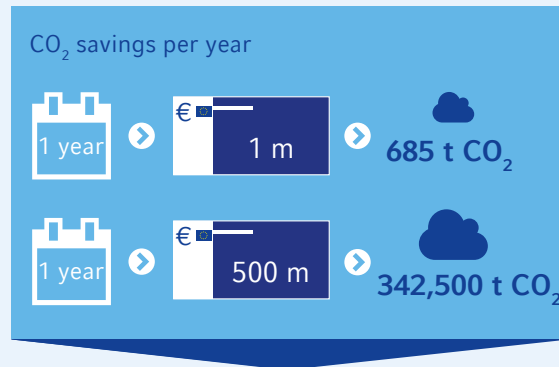 CO₂ savings per year
1 year
€
1 m
685 t CO₂
1 year
€
500 m
342,500 t CO₂